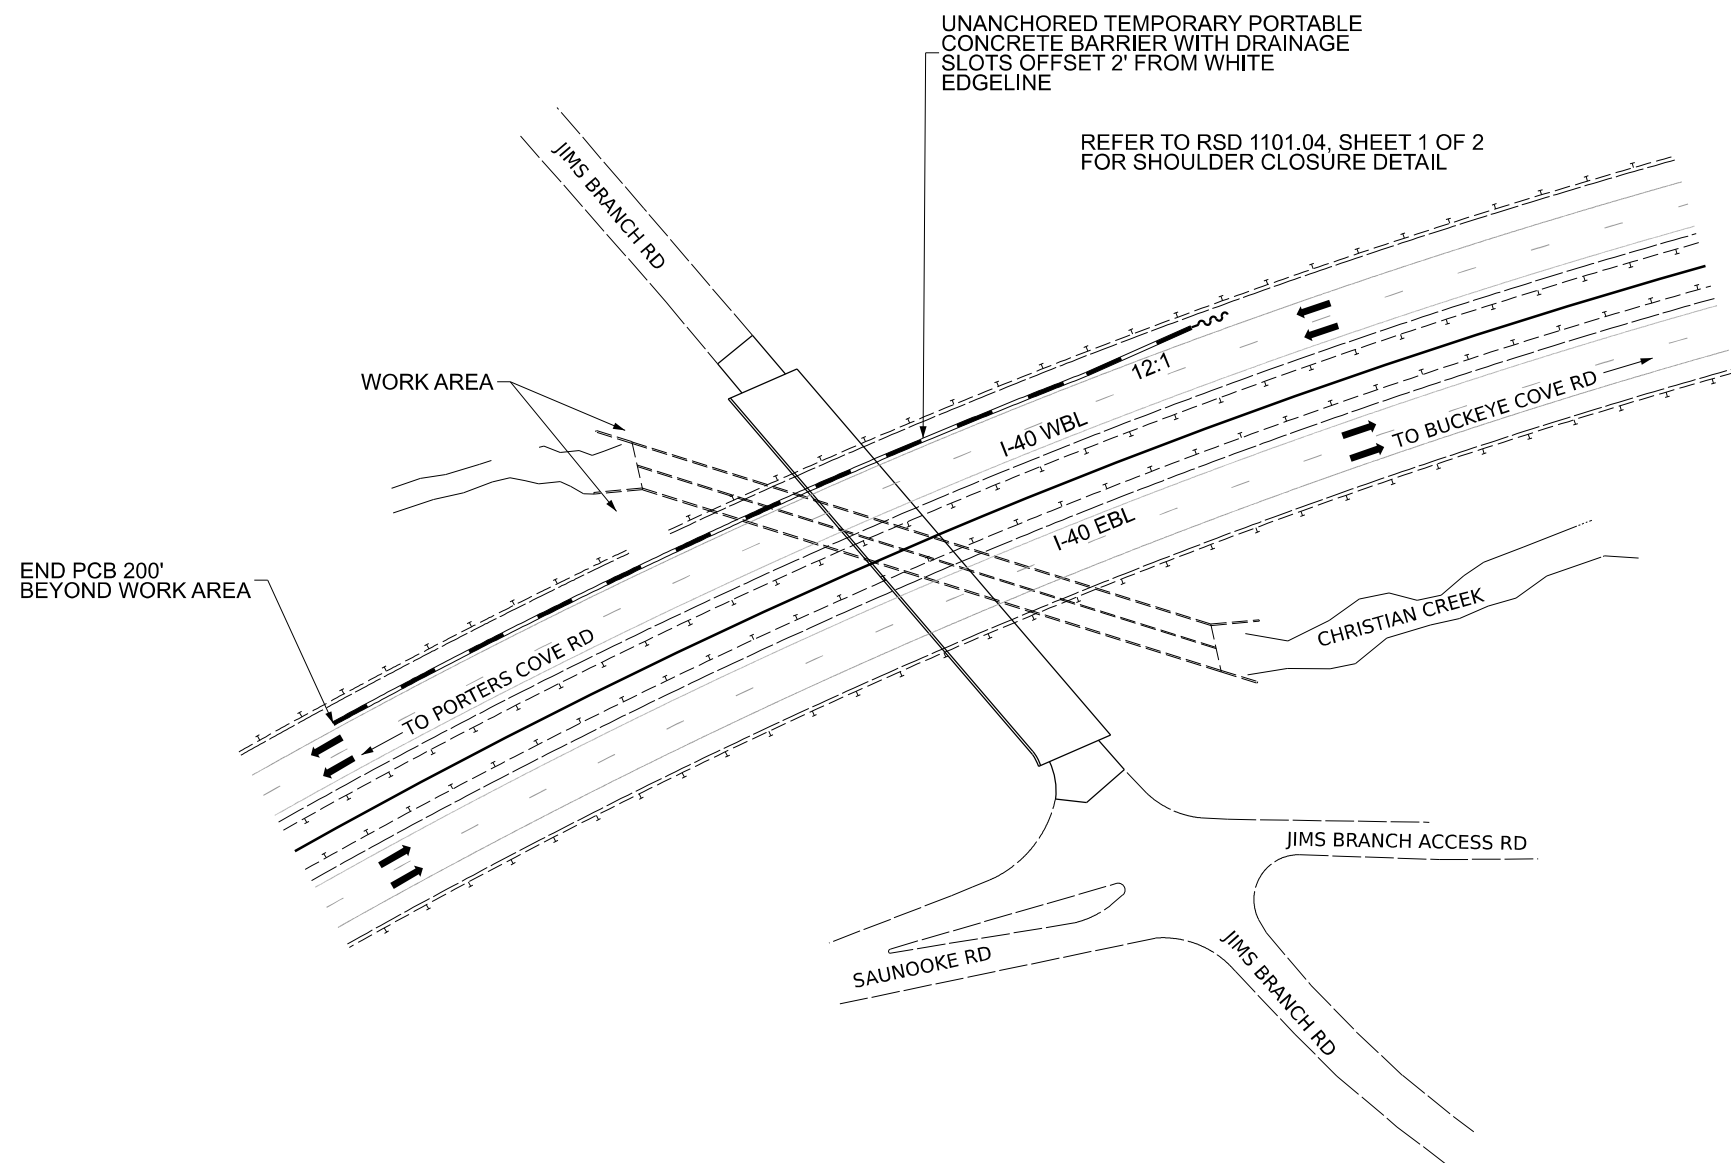 UNANCHORED TEMPORARY PORTABLE
CONCRETE BARRIER WITH DRAINAGE
SLOTS OFFSET 2' FROM WHITE
EDGELINE
REFER TO RSD 1101.04, SHEET 1 OF 2
FOR SHOULDER CLOSURE DETAIL
JIMS BRANCH RD
WORK AREA
12:1
I-40 WBL
TO BUCKEYE COVE RD
I-40 EBL
END PCB 200'
BEYOND WORK AREA
TO PORTERS COVE RD
CHRISTIAN CREEK
JIMS BRANCH ACCESS RD
SAUNOOKE RD
JIMS BRANCH RD